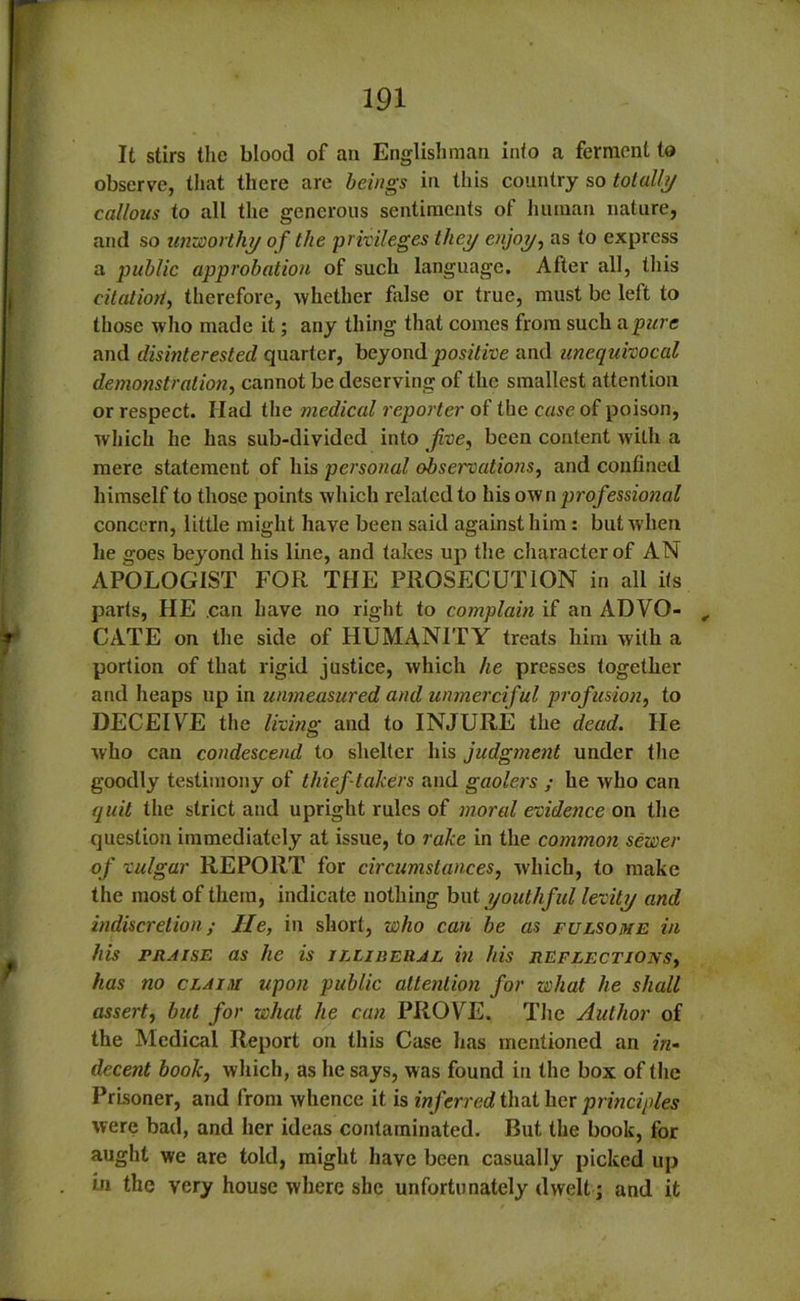 191
It stirs the blood of an Englishman into a ferment to
observe, that there are beings in this country so totally
callous to all the generous sentiments of human nature,
and so unworthy of the privileges they enjoy, as to express
a public approbation of such language. After all, this
citation, therefore, whether false or true, must be left to
those who made it; any thing that comes from such a pure
and disinterested quarter, beyond positive and unequivocal
demonstration, cannot be deserving of the smallest attention
or respect. Had the medical reporter of the case of poison,
which he has sub-divided into five, been content with a
mere statement of his personal observations, and confined
himself to those points which related to his own professional
concern, little might have been said against him: but when
he goes beyond his line, and takes up the character of AN
APOLOGIST FOR THE PROSECUTION in all its
parts, HE can have no right to complain if an ADVO-
CATE on the side of HUMANITY treats him with a
portion of that rigid justice, which he presses together
and heaps up in unmeasured and unmerciful profusion, to
DECEIVE the living and to INJURE the dead. He
who can condescend to shelter his judgment under the
goodly testimony of thief-takers and gaolers; he who can
quit the strict and upright rules of moral evidence on the
question immediately at issue, to rake in the common sewer
of vulgar REPORT for circumstances, which, to make
the most of them, indicate nothing but youthful levity and
indiscretion; He, in short, who can be as FULSOME in
his PRAISE as he is ILLIBERAL in his REFLECTIONS,
has no CLAIM upon public attention for what he shall
assert, but for what he can PROVE. The Author of
the Medical Report on this Case has mentioned an in-
decent book, which, as he says, was found in the box of the
Prisoner, and from whence it is inferred that her principles
were bad, and her ideas contaminated. But the book, for
aught we are told, might have been casually picked up
in the very house where she unfortunately dwelt; and it